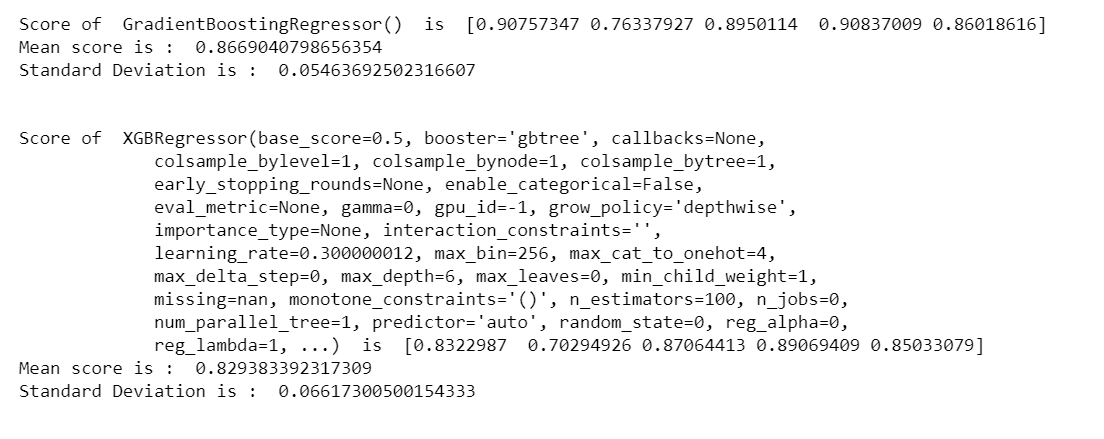 Score of  GradientBoostingRegressor()  is  [0.90757347 0.76337927 0.8950114  0.90837009 0.86018616]
Mean score is :  0.8669040798656354
Standard Deviation is :  0.05463692502316607
Score of  XGBRegressor(base_score=0.5, booster='gbtree', callbacks=None,
             colsample_bylevel=1, colsample_bynode=1, colsample_bytree=1,
             early_stopping_rounds=None, enable_categorical=False,
             eval_metric=None, gamma=0, gpu_id=-1, grow_policy='depthwise',
             importance_type=None, interaction_constraints='',
             learning_rate=0.300000012, max_bin=256, max_cat_to_onehot=4,
             max_delta_step=0, max_depth=6, max_leaves=0, min_child_weight=1,
             missing=nan, monotone_constraints='()', n_estimators=100, n_jobs=0,
             num_parallel_tree=1, predictor='auto', random_state=0, reg_alpha=0,
             reg_lambda=1, ...)  is  [0.8322987  0.70294926 0.87064413 0.89069409 0.85033079]
Mean score is :  0.829383392317309
Standard Deviation is :  0.06617300500154333